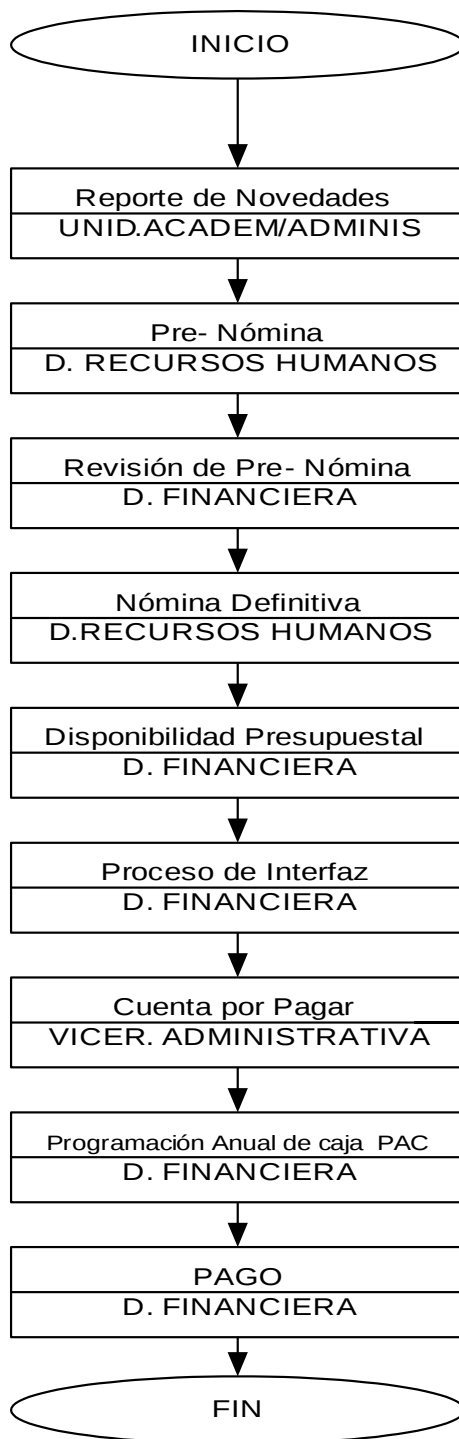 INICIO
Reporte de Novedades
UNID.ACADEM/ADMINIS
Pre- Nómina
D. RECURSOS HUMANOS
Revisión de Pre- Nómina
D. FINANCIERA
Nómina Definitiva
D.RECURSOS HUMANOS
Disponibilidad Presupuestal
D. FINANCIERA
Proceso de Interfaz
D. FINANCIERA
Cuenta por Pagar
VICER. ADMINISTRATIVA
Programación Anual de caja PAC
D. FINANCIERA
PAGO
D. FINANCIERA
FIN